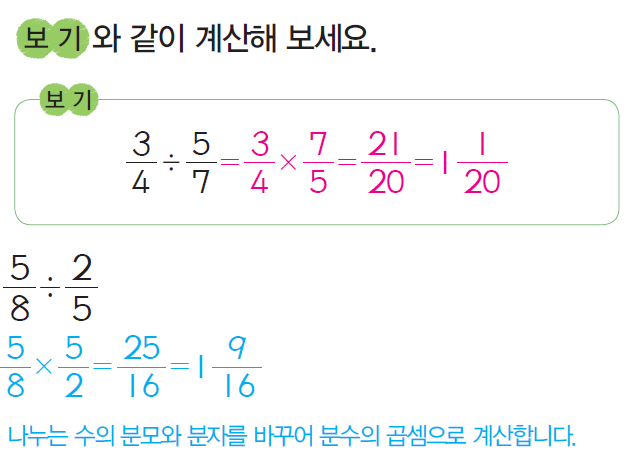 보기와 같이 계산해 보세요.
보기
3/4 ÷ 5/7 = 3/4 × 7/5 = 21/20 = 1 1/20
5/8 ÷ 2/5
5/8 × 5/2 = 25/16 = 1 9/16
나누는 수의 분모와 분자를 바꾸어 분수의 곱셈으로 계산합니다.